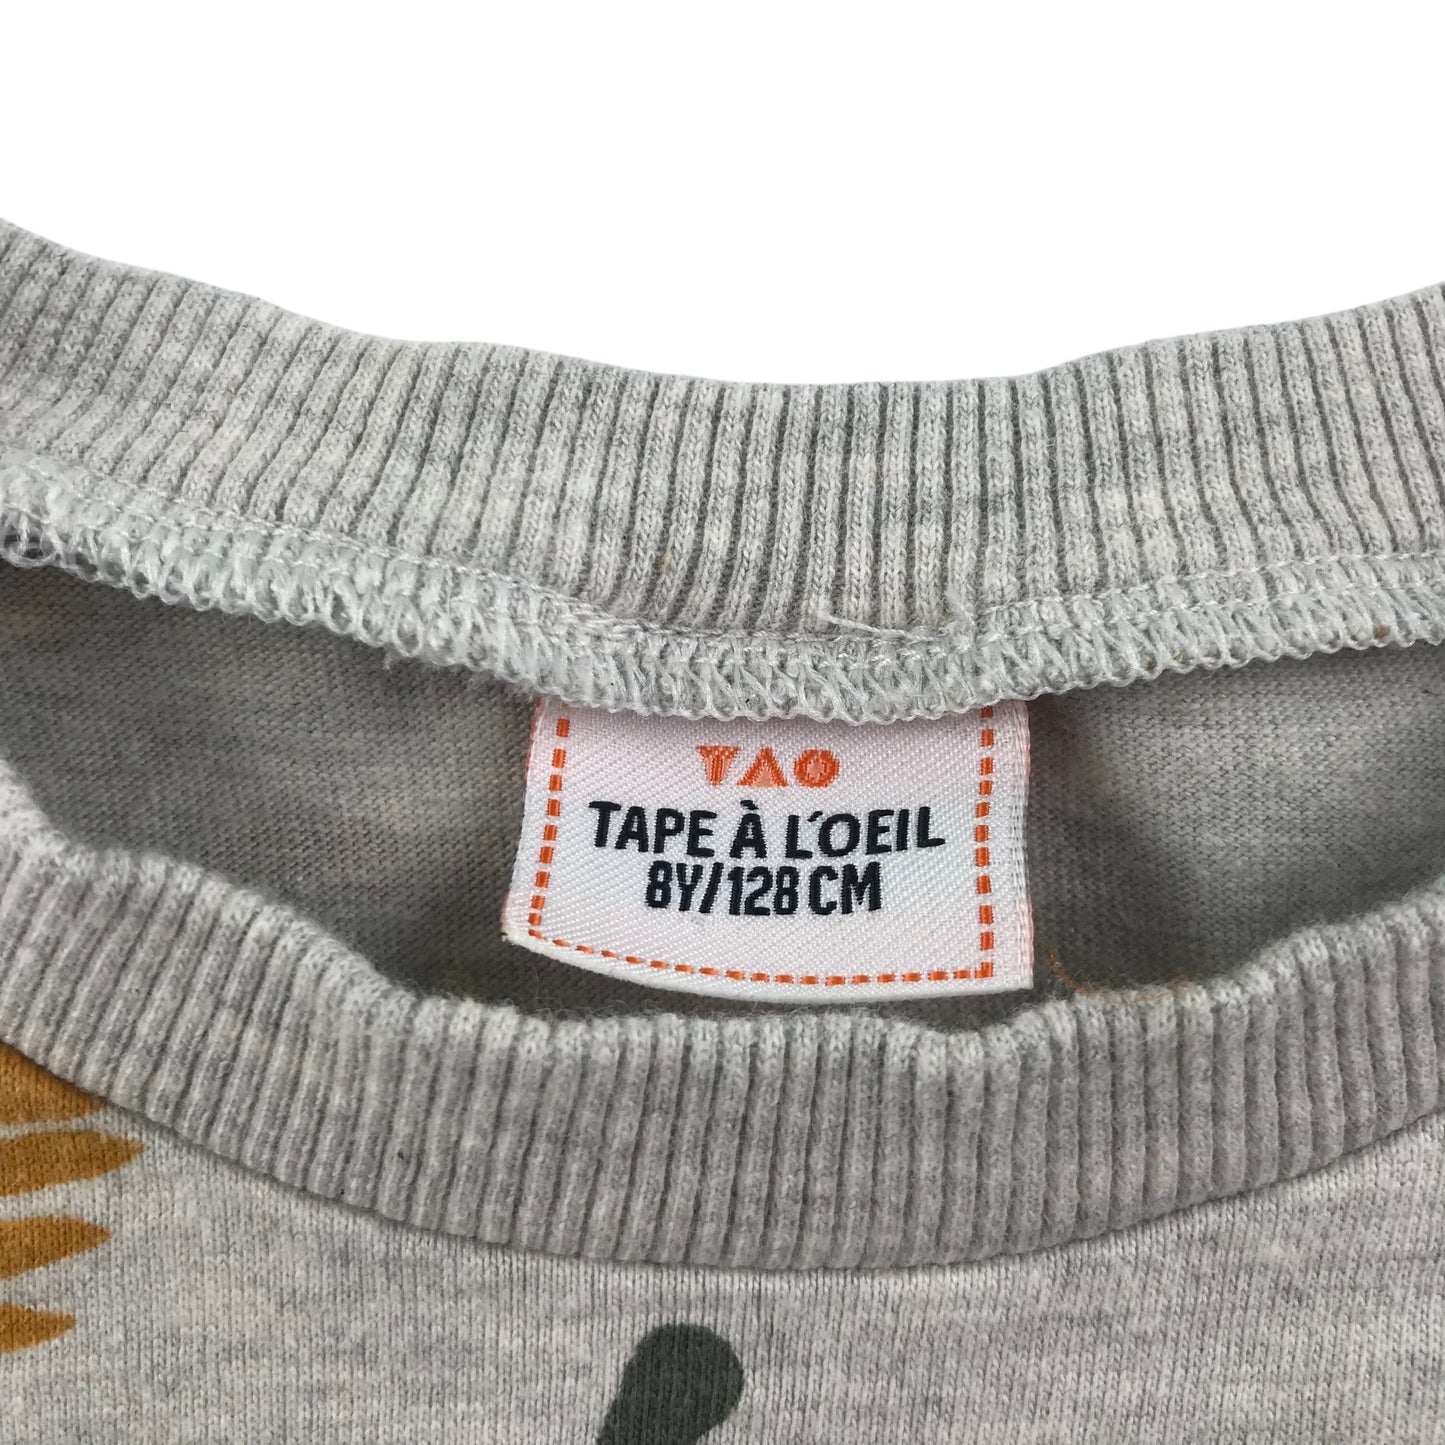 TAO
TAPE À L'OEIL
8Y/128 CM